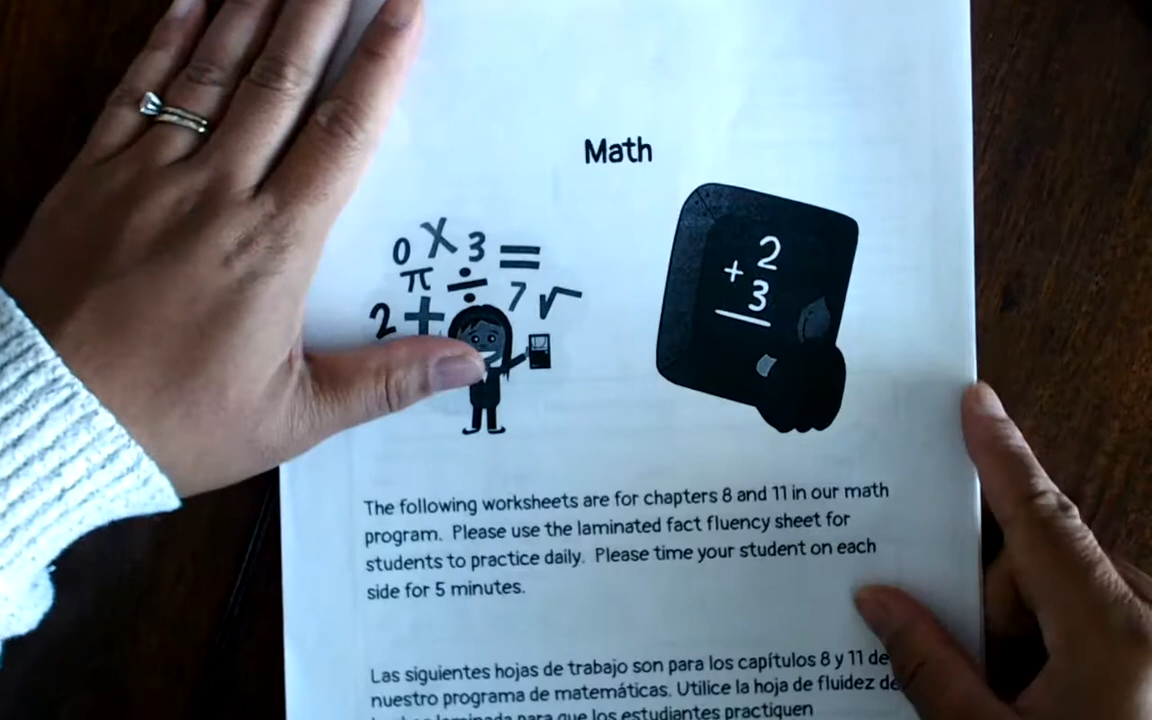 Math
0 X 3 =
π ÷ 7 √
2 +
2
+ 3
The following worksheets are for chapters 8 and 11 in our math
program. Please use the laminated fact fluency sheet for
students to practice daily. Please time your student on each
side for 5 minutes.
Las siguientes hojas de trabajo son para los capítulos 8 y 11 de
nuestro programa de matemáticas. Utilice la hoja de fluidez de
laminada para que los estudiantes practiquen